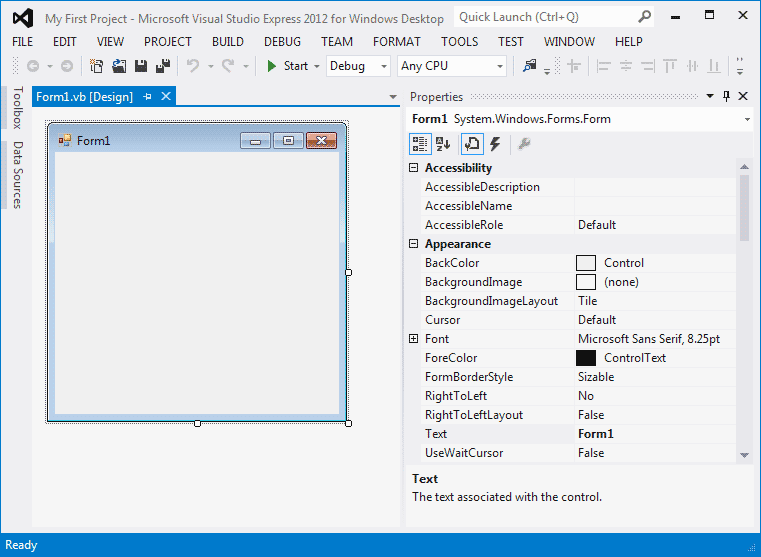 My First Project - Microsoft Visual Studio Express 2012 for Windows Desktop
Quick Launch (Ctrl+Q)
FILE EDIT VIEW PROJECT BUILD DEBUG TEAM FORMAT TOOLS TEST WINDOW HELP
Start Debug Any CPU
Toolbox
Data Sources
Form1.vb [Design]
Form1
Properties
Form1 System.Windows.Forms.Form
Accessibility
AccessibleDescription
AccessibleName
AccessibleRole Default
Appearance
BackColor Control
BackgroundImage (none)
BackgroundImageLayout Tile
Cursor Default
Font Microsoft Sans Serif, 8.25pt
ForeColor ControlText
FormBorderStyle Sizable
RightToLeft No
RightToLeftLayout False
Text Form1
UseWaitCursor False
Text
The text associated with the control.
Ready